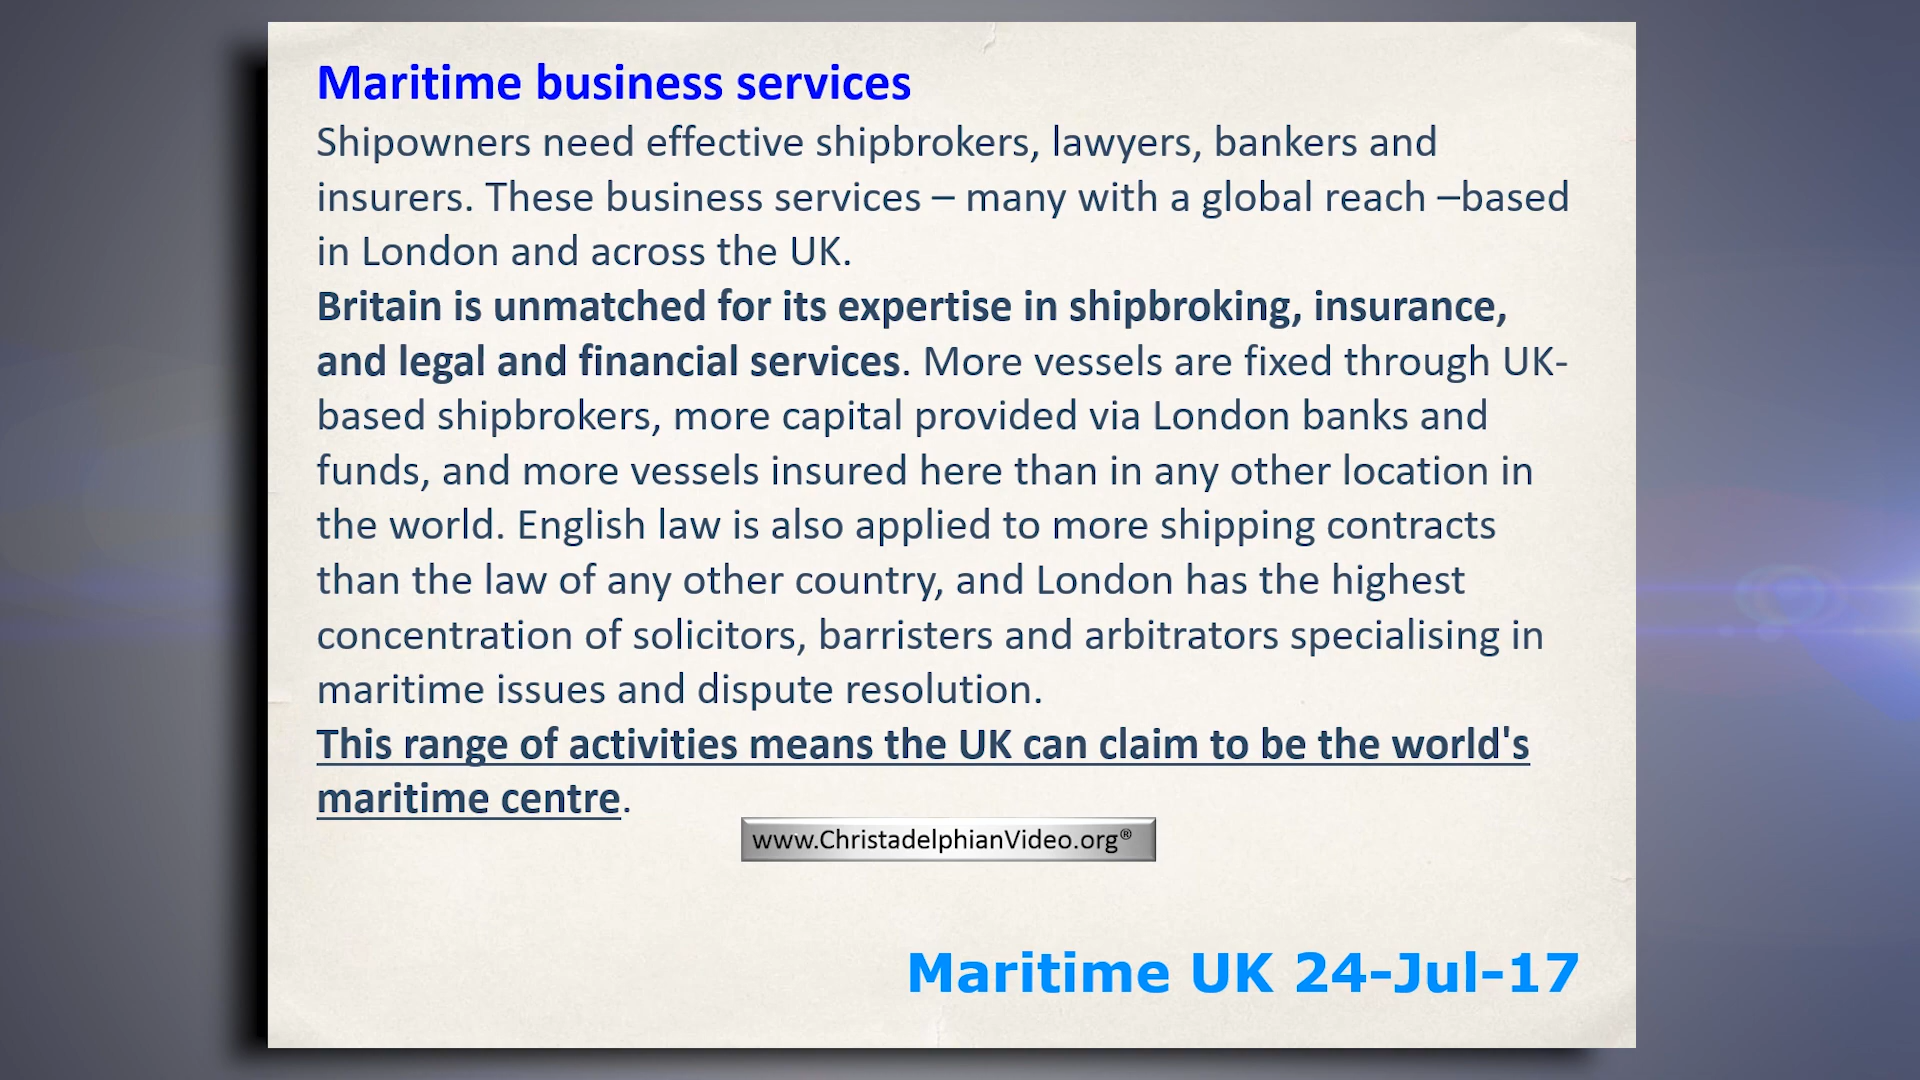 Maritime business services
Shipowners need effective shipbrokers, lawyers, bankers and
insurers. These business services – many with a global reach –based
in London and across the UK.
Britain is unmatched for its expertise in shipbroking, insurance,
and legal and financial services. More vessels are fixed through UK-
based shipbrokers, more capital provided via London banks and
funds, and more vessels insured here than in any other location in
the world. English law is also applied to more shipping contracts
than the law of any other country, and London has the highest
concentration of solicitors, barristers and arbitrators specialising in
maritime issues and dispute resolution.
This range of activities means the UK can claim to be the world's
maritime centre.
www.ChristadelphianVideo.org®
Maritime UK 24-Jul-17